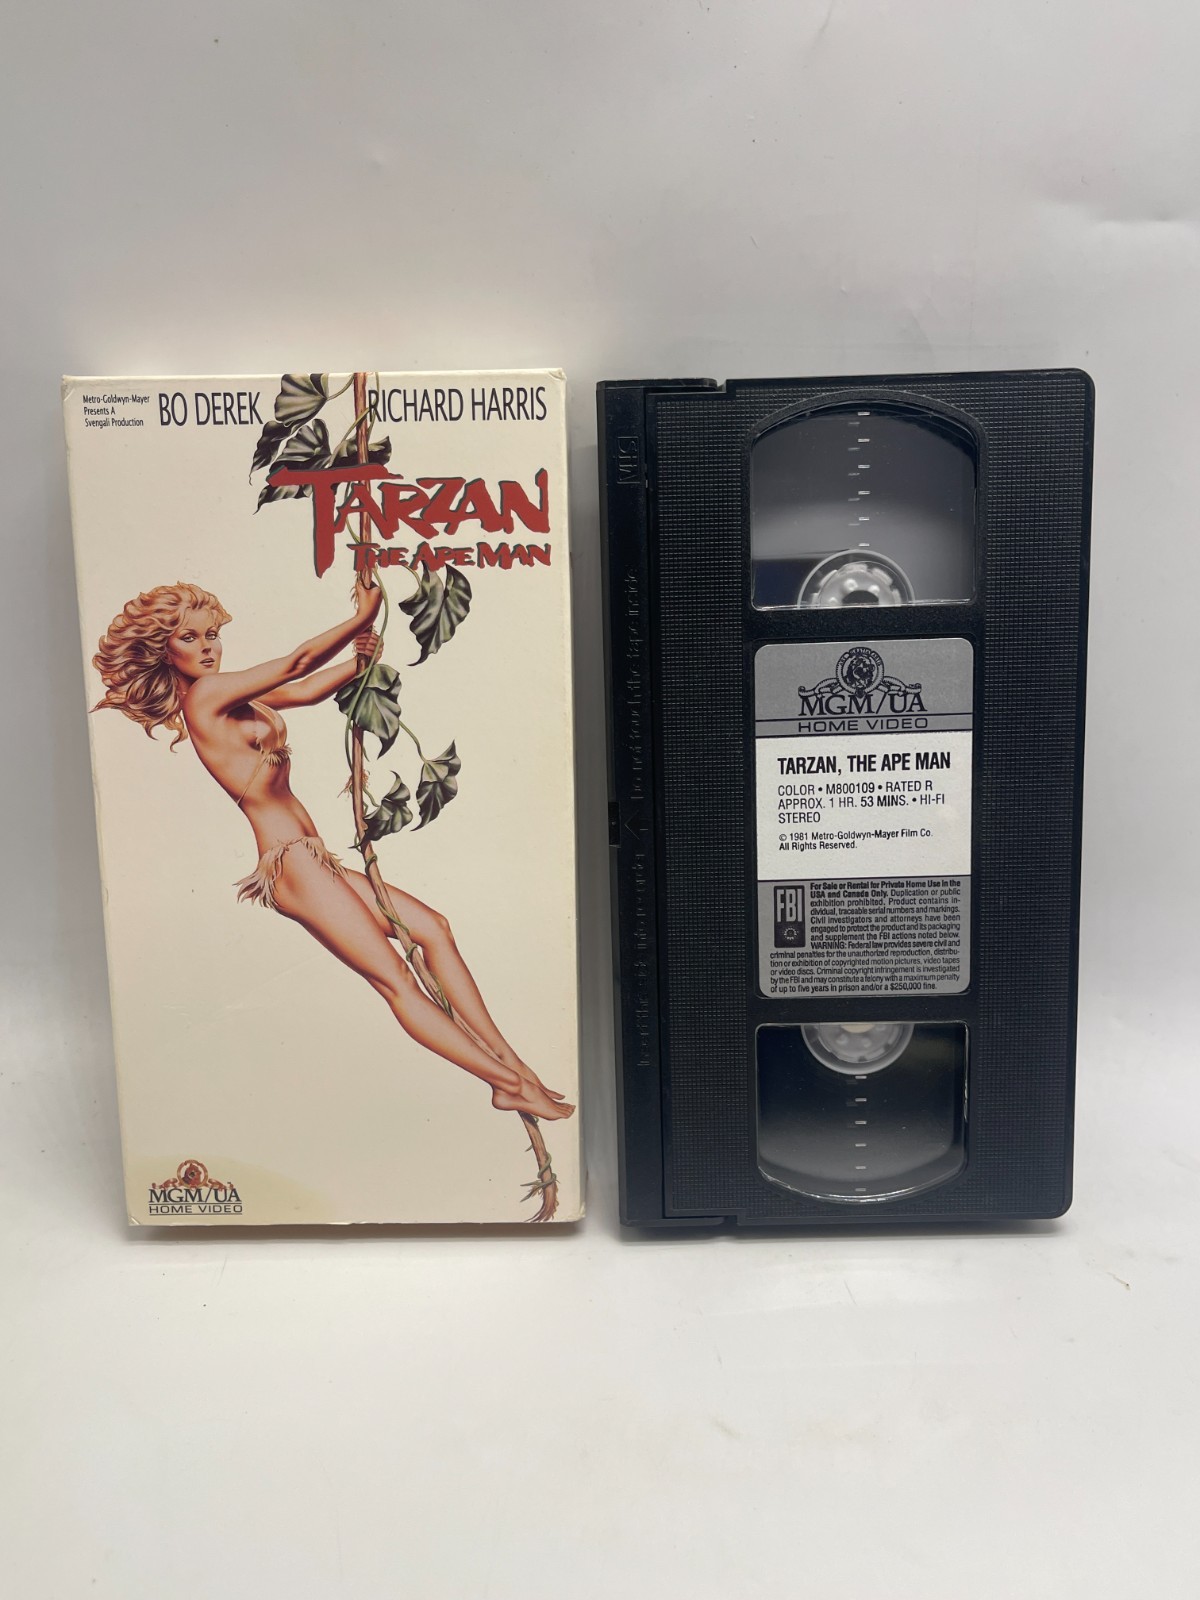 Metro-Goldwyn-Mayer
Presents A
Svengali Production
BO DEREK
RICHARD HARRIS
TARZAN
THE APE MAN
MGM/UA
HOME VIDEO
VHS
Do not touch the tape inside
MGM/UA
HOME VIDEO
TARZAN, THE APE MAN
COLOR • M800109 • RATED R
APPROX. 1 HR. 53 MINS. • HI-FI
STEREO
© 1981 Metro-Goldwyn-Mayer Film Co.
All Rights Reserved.
FBI
For Sale or Rental for Private Home Use in the
USA and Canada Only. Duplication or public
exhibition prohibited. Product contains in-
dividual, traceable serial numbers and markings.
Civil investigators and attorneys have been
engaged to protect the product and its packaging
and supplement the FBI actions noted below.
WARNING: Federal law provides severe civil and
criminal penalties for the unauthorized reproduction, distribu-
tion or exhibition of copyrighted motion pictures, video tapes
or video discs. Criminal copyright infringement is investigated
by the FBI and may constitute a felony with a maximum penalty
of up to five years in prison and/or a $250,000 fine.